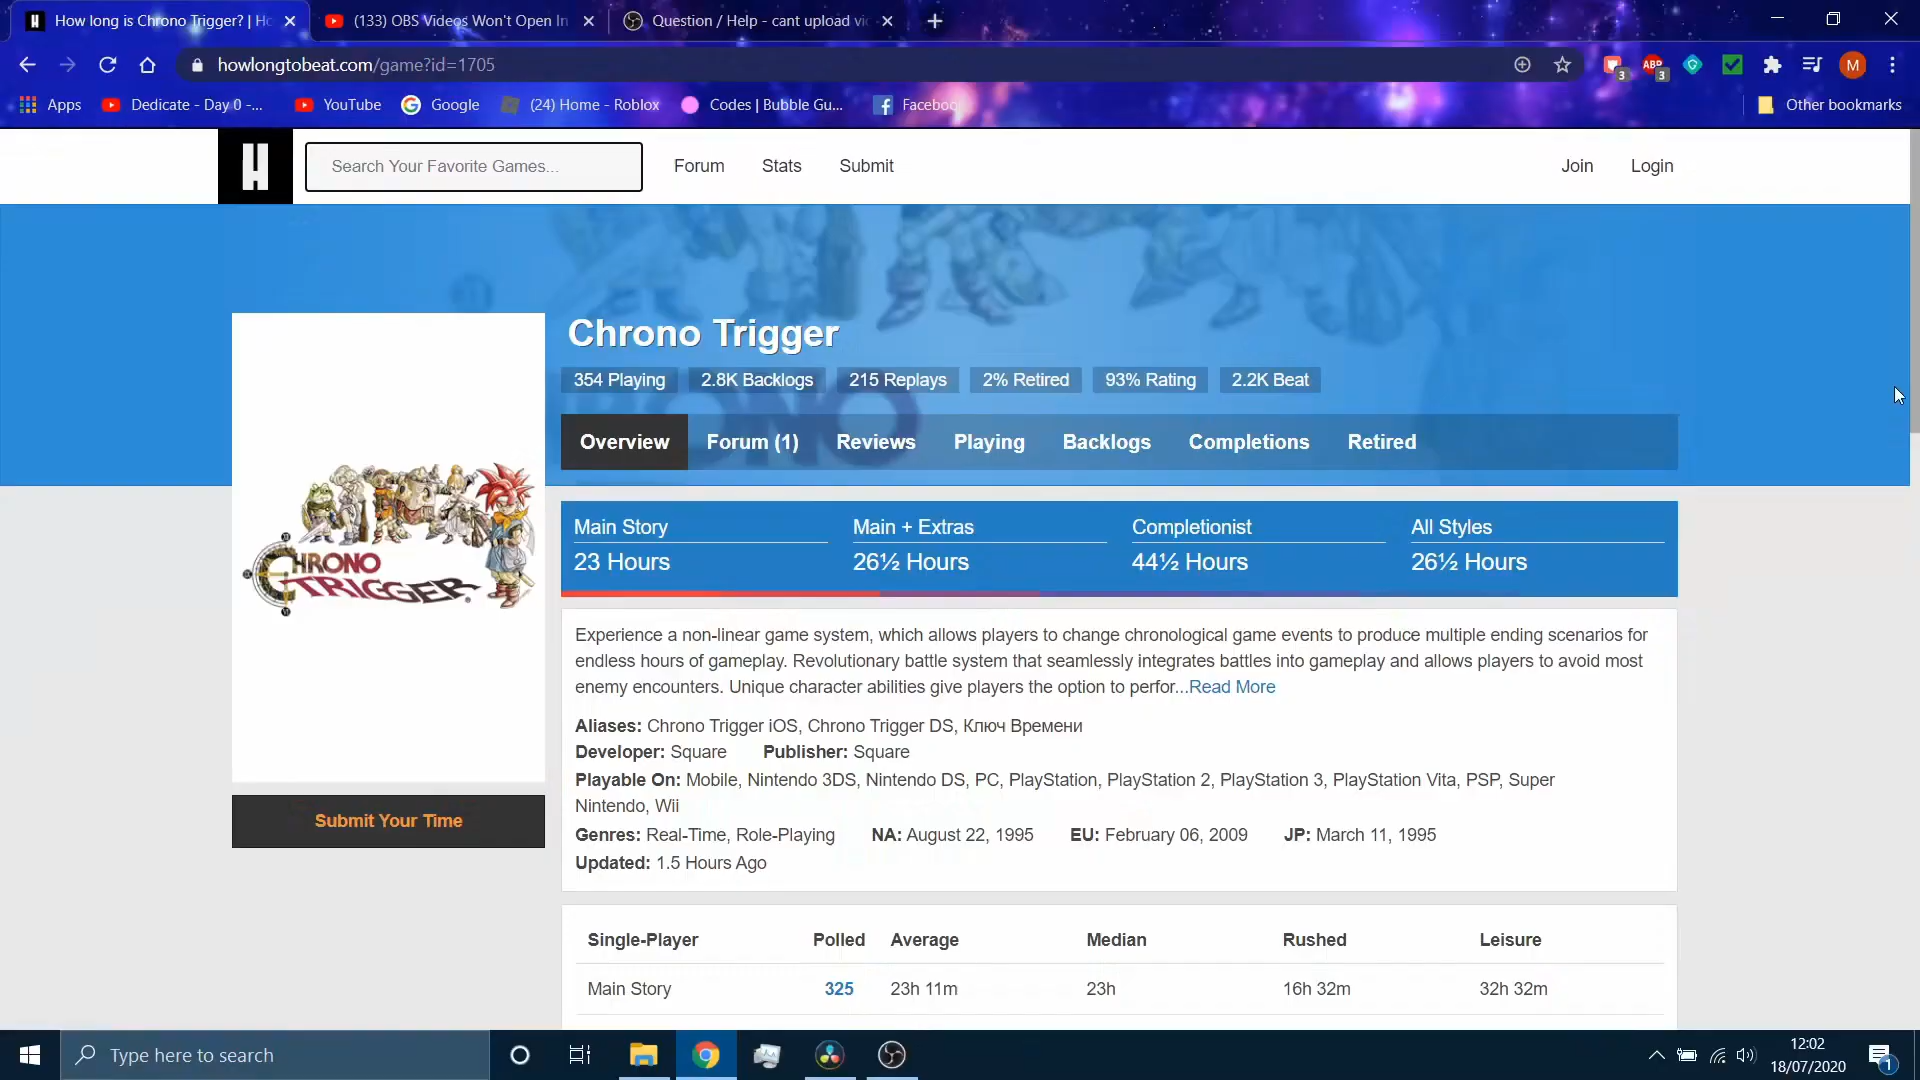 How long is Chrono Trigger? | Ho
(133) OBS Videos Won't Open In
Question / Help - cant upload vid
howlongtobeat.com/game?id=1705
3
ABP
3
M
Apps
Dedicate - Day 0 -...
YouTube
Google
(24) Home - Roblox
Codes | Bubble Gu...
Facebook
Other bookmarks
H
Search Your Favorite Games...
Forum
Stats
Submit
Join
Login
Chrono Trigger
354 Playing
2.8K Backlogs
215 Replays
2% Retired
93% Rating
2.2K Beat
Overview
Forum (1)
Reviews
Playing
Backlogs
Completions
Retired
CHRONO
TRIGGER
Main Story
23 Hours
Main + Extras
26½ Hours
Completionist
44½ Hours
All Styles
26½ Hours
Experience a non-linear game system, which allows players to change chronological game events to produce multiple ending scenarios for
endless hours of gameplay. Revolutionary battle system that seamlessly integrates battles into gameplay and allows players to avoid most
enemy encounters. Unique character abilities give players the option to perfor...Read More
Aliases: Chrono Trigger iOS, Chrono Trigger DS, Ключ Времени
Developer: Square Publisher: Square
Playable On: Mobile, Nintendo 3DS, Nintendo DS, PC, PlayStation, PlayStation 2, PlayStation 3, PlayStation Vita, PSP, Super
Nintendo, Wii
Genres: Real-Time, Role-Playing NA: August 22, 1995 EU: February 06, 2009 JP: March 11, 1995
Updated: 1.5 Hours Ago
Submit Your Time
Single-Player Polled Average Median Rushed Leisure
Main Story 325 23h 11m 23h 16h 32m 32h 32m
Type here to search
12:02
18/07/2020
1